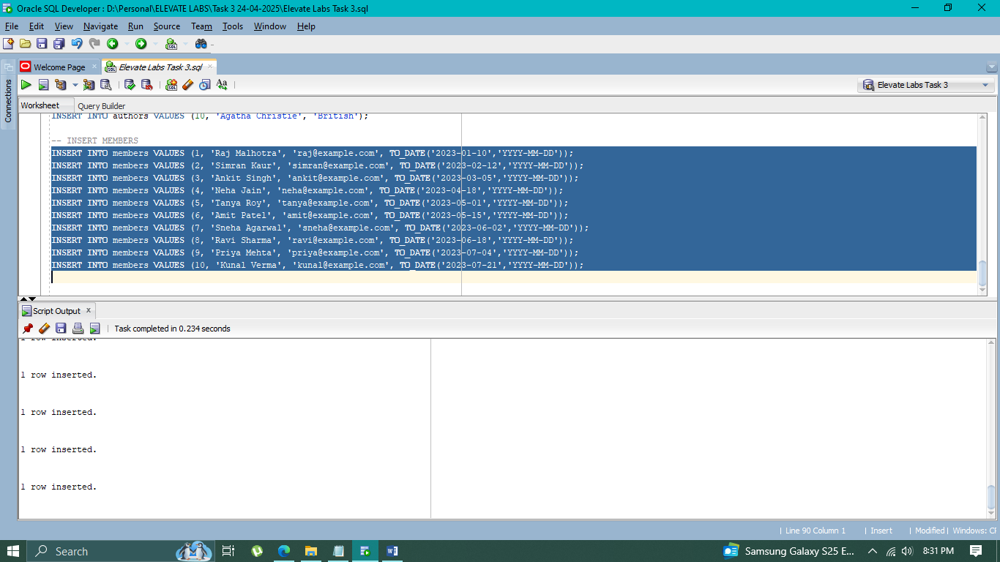 Oracle SQL Developer : D:\Personal\ELEVATE LABS\Task 3 24-04-2025\Elevate Labs Task 3.sql
File Edit View Navigate Run Source Team Tools Window Help
Connections
Welcome Page
Elevate Labs Task 3.sql
Elevate Labs Task 3
Worksheet Query Builder
INSERT INTO authors VALUES (10, 'Agatha Christie', 'British');
-- INSERT MEMBERS
INSERT INTO members VALUES (1, 'Raj Malhotra', 'raj@example.com', TO_DATE('2023-01-10','YYYY-MM-DD'));
INSERT INTO members VALUES (2, 'Simran Kaur', 'simran@example.com', TO_DATE('2023-02-12','YYYY-MM-DD'));
INSERT INTO members VALUES (3, 'Ankit Singh', 'ankit@example.com', TO_DATE('2023-03-05','YYYY-MM-DD'));
INSERT INTO members VALUES (4, 'Neha Jain', 'neha@example.com', TO_DATE('2023-04-18','YYYY-MM-DD'));
INSERT INTO members VALUES (5, 'Tanya Roy', 'tanya@example.com', TO_DATE('2023-05-01','YYYY-MM-DD'));
INSERT INTO members VALUES (6, 'Amit Patel', 'amit@example.com', TO_DATE('2023-05-15','YYYY-MM-DD'));
INSERT INTO members VALUES (7, 'Sneha Agarwal', 'sneha@example.com', TO_DATE('2023-06-02','YYYY-MM-DD'));
INSERT INTO members VALUES (8, 'Ravi Sharma', 'ravi@example.com', TO_DATE('2023-06-18','YYYY-MM-DD'));
INSERT INTO members VALUES (9, 'Priya Mehta', 'priya@example.com', TO_DATE('2023-07-04','YYYY-MM-DD'));
INSERT INTO members VALUES (10, 'Kunal Verma', 'kunal@example.com', TO_DATE('2023-07-21','YYYY-MM-DD'));
Script Output x
Task completed in 0.234 seconds
1 row inserted.
1 row inserted.
1 row inserted.
1 row inserted.
1 row inserted.
| Line 90 Column 1 | Insert | Modified | Windows: CF
Search
Samsung Galaxy S25 E...
8:31 PM